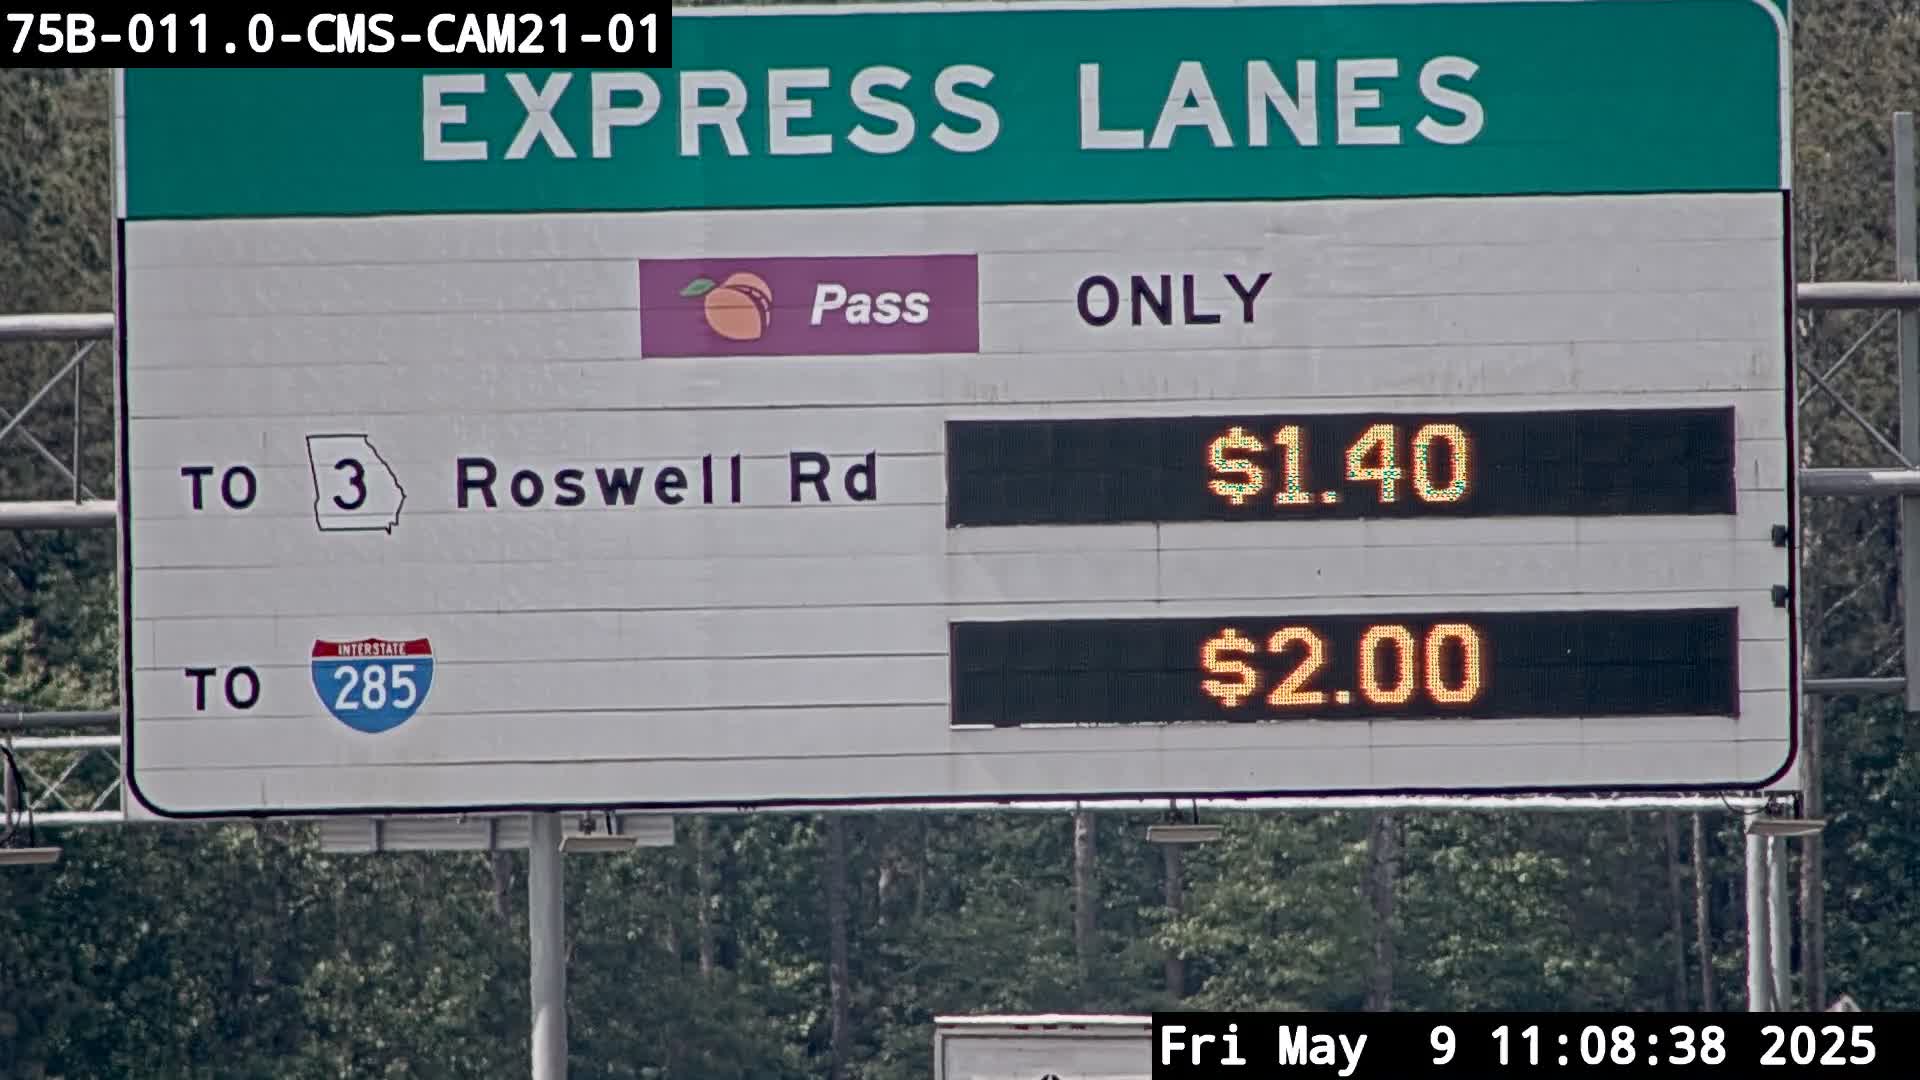 75B-011.0-CMS-CAM21-01
EXPRESS LANES
Pass ONLY
TO 3 Roswell Rd $1.40
INTERSTATE
TO 285 $2.00
Fri May 9 11:08:38 2025